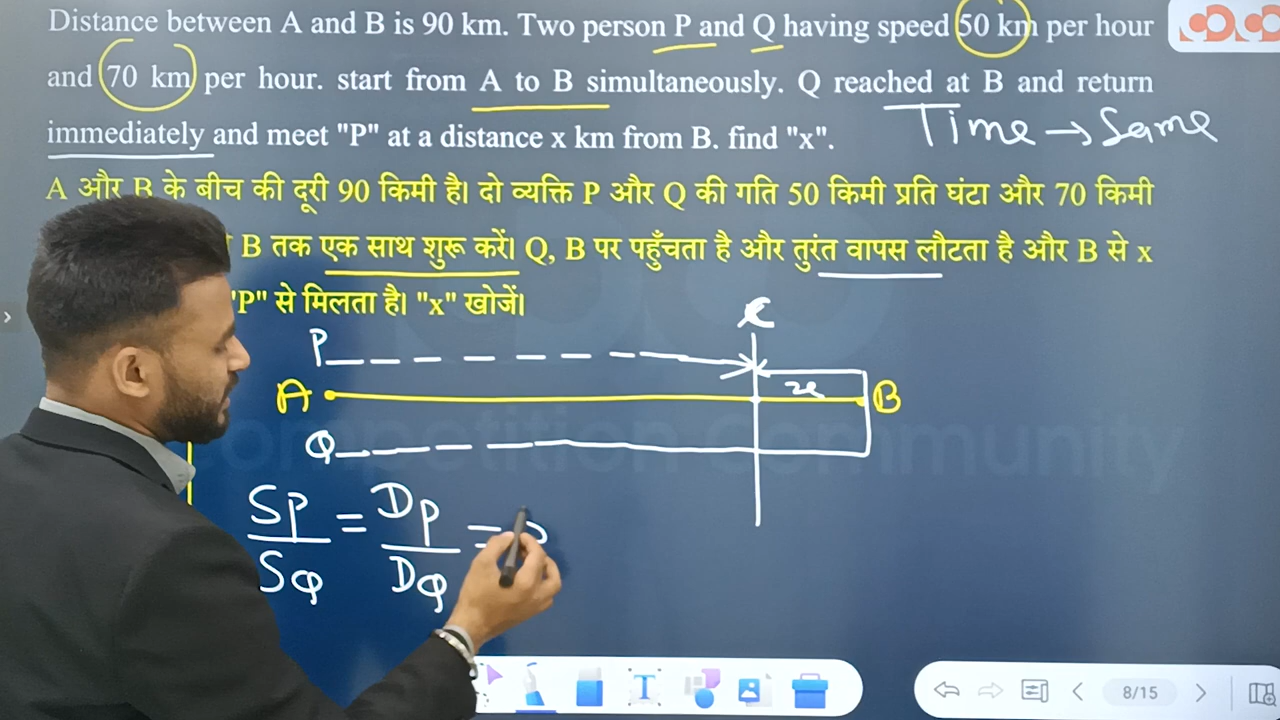 Distance between A and B is 90 km. Two person P and Q having speed 50 km per hour
and 70 km per hour. start from A to B simultaneously. Q reached at B and return
immediately and meet "P" at a distance x km from B. find "x".
Time → Same
A और B के बीच की दूरी 90 किमी है। दो व्यक्ति P और Q की गति 50 किमी प्रति घंटा और 70 किमी
B तक एक साथ शुरू करें। Q, B पर पहुँचता है और तुरंत वापस लौटता है और B से x
"P" से मिलता है। "x" खोजें।
P
A x B
Q
Competition Community
SP/SQ = DP/DQ =
T
8/15